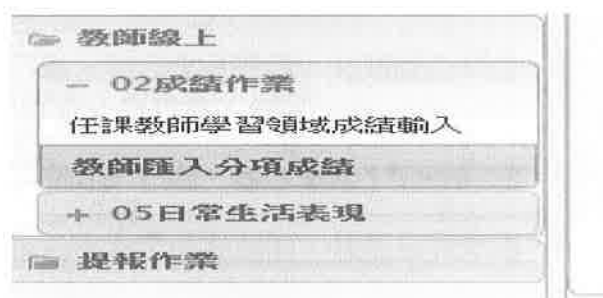 教師線上
－ 02成績作業
任課教師學習領域成績輸入
教師匯入分項成績
＋ 05日常生活表現
提報作業